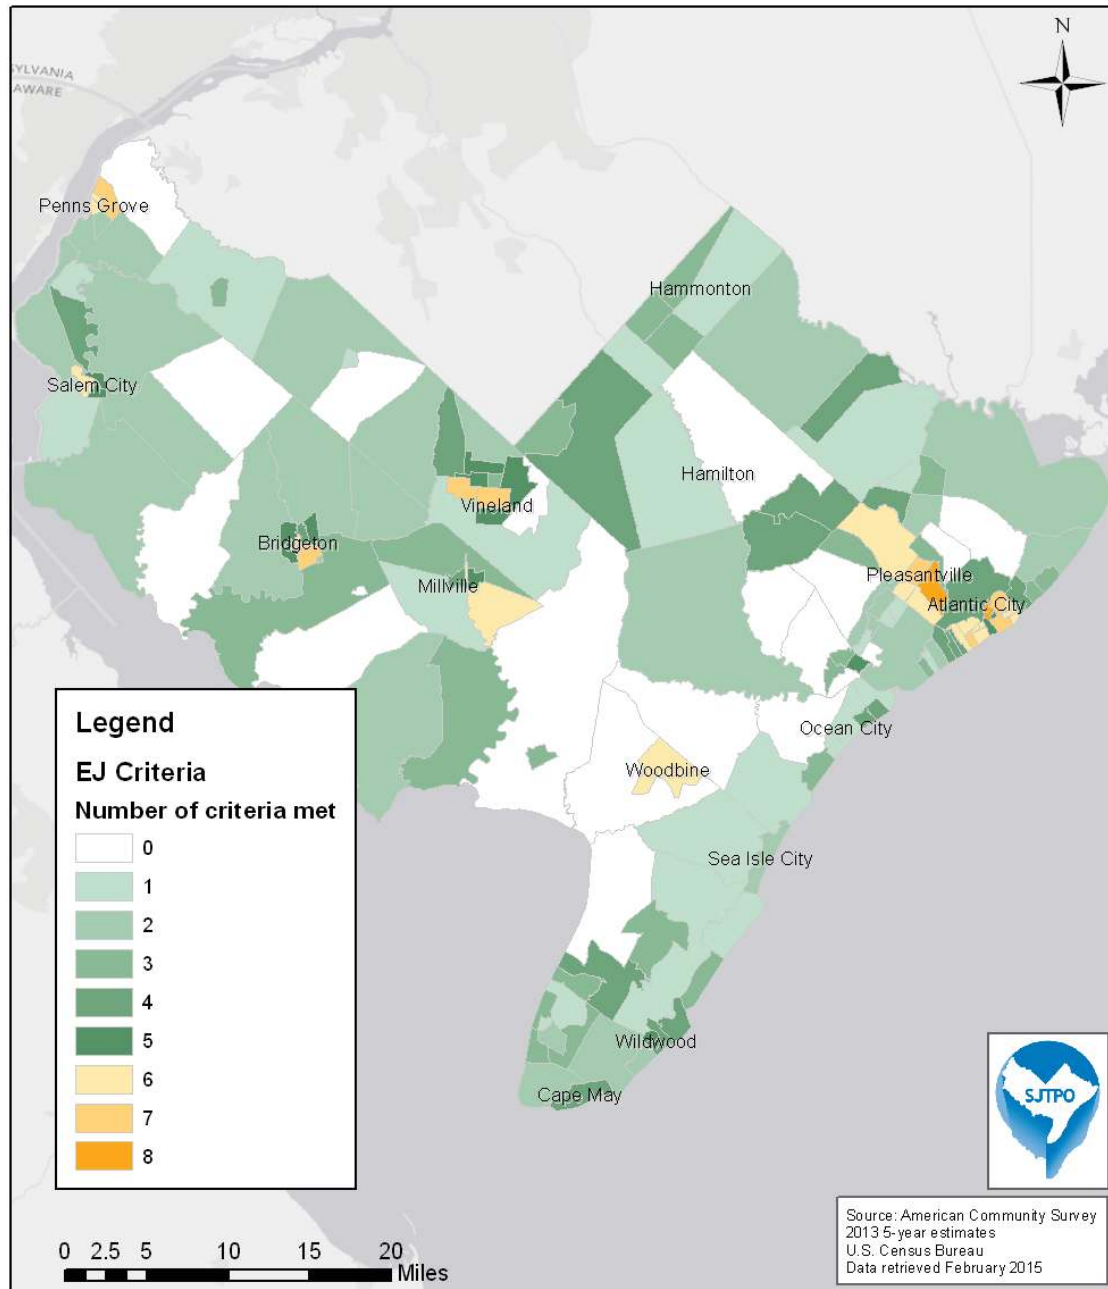 N
SYLVANIA
AWARE
Penns Grove
Hammonton
Salem City
Hamilton
Vineland
Bridgeton
Millville
Pleasantville
Atlantic City
Ocean City
Woodbine
Sea Isle City
Wildwood
Cape May
Legend
EJ Criteria
Number of criteria met
0
1
2
3
4
5
6
7
8
0 2.5 5 10 15 20
Miles
SJTPO
Source: American Community Survey
2013 5-year estimates
U.S. Census Bureau
Data retrieved February 2015